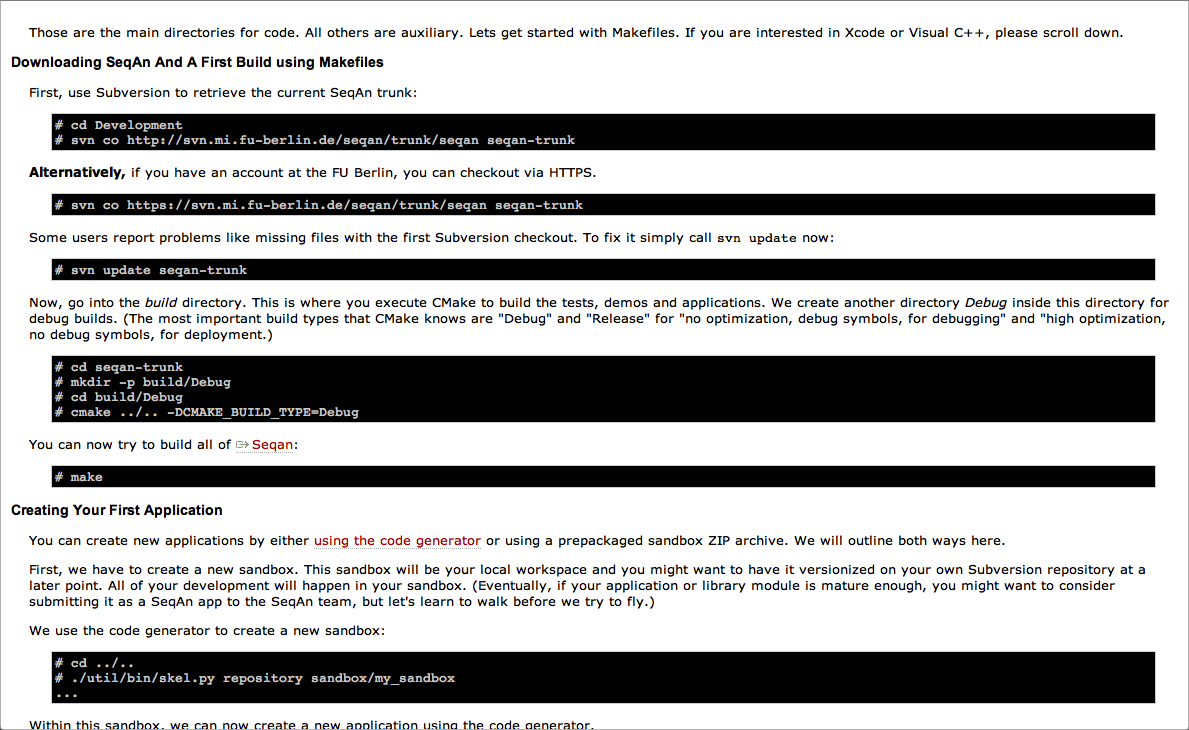 Those are the main directories for code. All others are auxiliary. Lets get started with Makefiles. If you are interested in Xcode or Visual C++, please scroll down.
Downloading SeqAn And A First Build using Makefiles
First, use Subversion to retrieve the current SeqAn trunk:
# cd Development
# svn co http://svn.mi.fu-berlin.de/seqan/trunk/seqan seqan-trunk
Alternatively, if you have an account at the FU Berlin, you can checkout via HTTPS.
# svn co https://svn.mi.fu-berlin.de/seqan/trunk/seqan seqan-trunk
Some users report problems like missing files with the first Subversion checkout. To fix it simply call svn update now:
# svn update seqan-trunk
Now, go into the build directory. This is where you execute CMake to build the tests, demos and applications. We create another directory Debug inside this directory for
debug builds. (The most important build types that CMake knows are "Debug" and "Release" for "no optimization, debug symbols, for debugging" and "high optimization,
no debug symbols, for deployment.)
# cd seqan-trunk
# mkdir -p build/Debug
# cd build/Debug
# cmake ../.. -DCMAKE_BUILD_TYPE=Debug
You can now try to build all of Seqan:
# make
Creating Your First Application
You can create new applications by either using the code generator or using a prepackaged sandbox ZIP archive. We will outline both ways here.
First, we have to create a new sandbox. This sandbox will be your local workspace and you might want to have it versionized on your own Subversion repository at a
later point. All of your development will happen in your sandbox. (Eventually, if your application or library module is mature enough, you might want to consider
submitting it as a SeqAn app to the SeqAn team, but let's learn to walk before we try to fly.)
We use the code generator to create a new sandbox:
# cd ../..
# ./util/bin/skel.py repository sandbox/my_sandbox
...
Within this sandbox, we can now create a new application using the code generator.